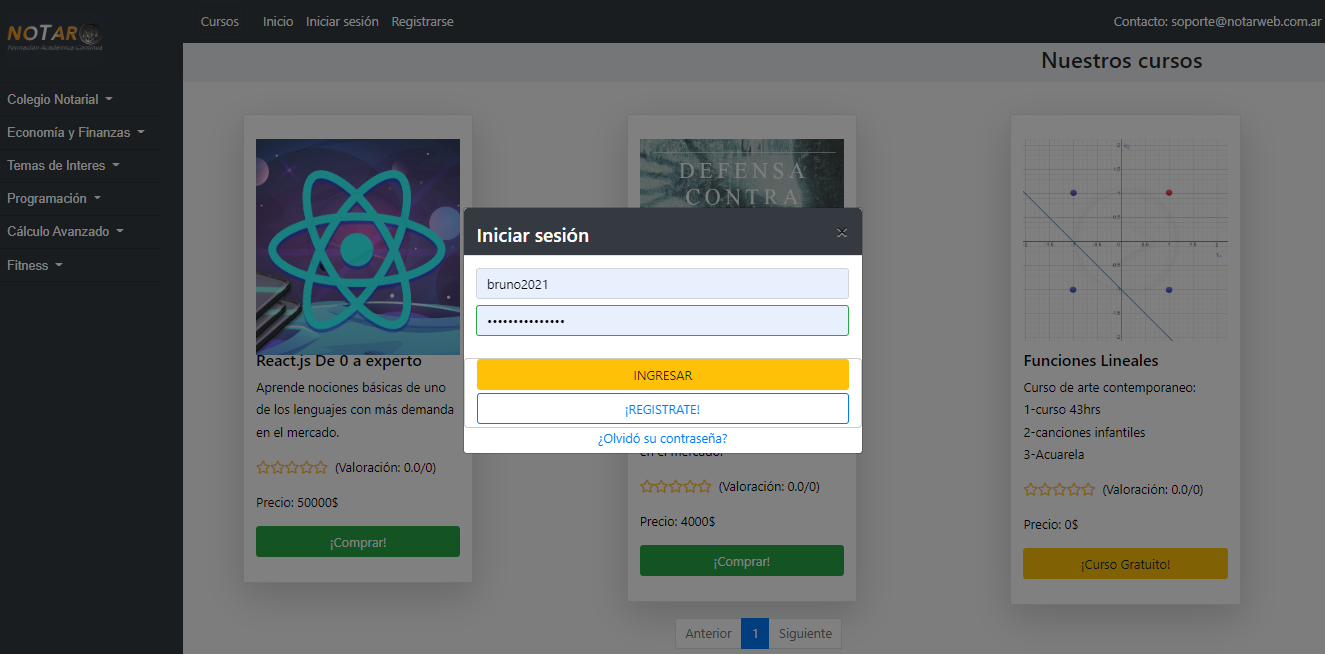 NOTAR
Formación Académica Continua
Cursos Inicio Iniciar sesión Registrarse
Contacto: soporte@notarweb.com.ar
Colegio Notarial
Economía y Finanzas
Temas de Interes
Programación
Cálculo Avanzado
Fitness
Nuestros cursos
React.js De 0 a experto
Aprende nociones básicas de uno
de los lenguajes con más demanda
en el mercado.
(Valoración: 0.0/0)
Precio: 50000$
¡Comprar!
DEFENSA
CONTRA
Iniciar sesión
×
bruno2021
•••••••••••••••
INGRESAR
¡REGISTRATE!
¿Olvidó su contraseña?
en el mercado.
(Valoración: 0.0/0)
Precio: 4000$
¡Comprar!
Funciones Lineales
Curso de arte contemporaneo:
1-curso 43hrs
2-canciones infantiles
3-Acuarela
(Valoración: 0.0/0)
Precio: 0$
¡Curso Gratuito!
Anterior 1 Siguiente